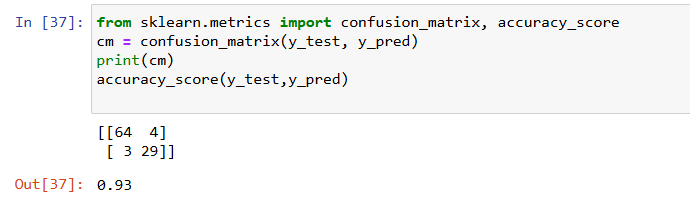 In [37]: from sklearn.metrics import confusion_matrix, accuracy_score
cm = confusion_matrix(y_test, y_pred)
print(cm)
accuracy_score(y_test,y_pred)
[[64  4]
 [ 3 29]]
Out[37]: 0.93